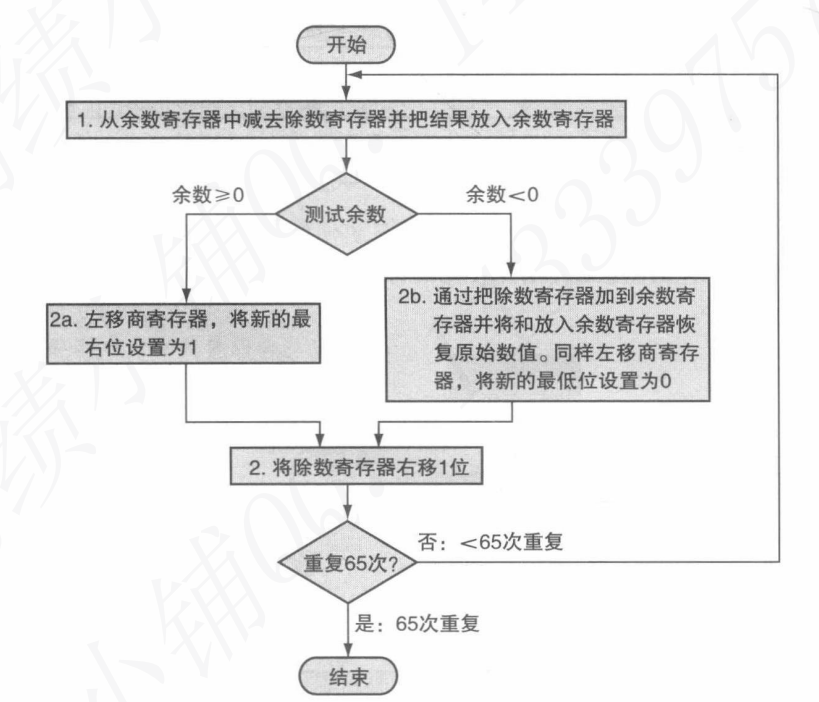 开始
1. 从余数寄存器中减去除数寄存器并把结果放入余数寄存器
余数≥0
余数<0
测试余数
2a. 左移商寄存器，将新的最
右位设置为1
2b. 通过把除数寄存器加到余数寄
存器并将和放入余数寄存器恢
复原始数值。同样左移商寄存
器，将新的最低位设置为0
2. 将除数寄存器右移1位
否：<65次重复
重复65次?
是：65次重复
结束